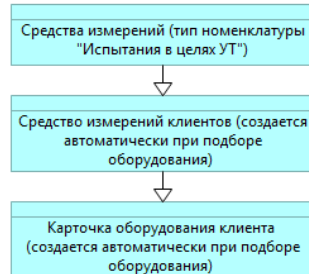 Средства измерений (тип номенклатуры
"Испытания в целях УТ")
Средство измерений клиентов (создается
автоматически при подборе
оборудования)
Карточка оборудования клиента
(создается автоматически при подборе
оборудования)